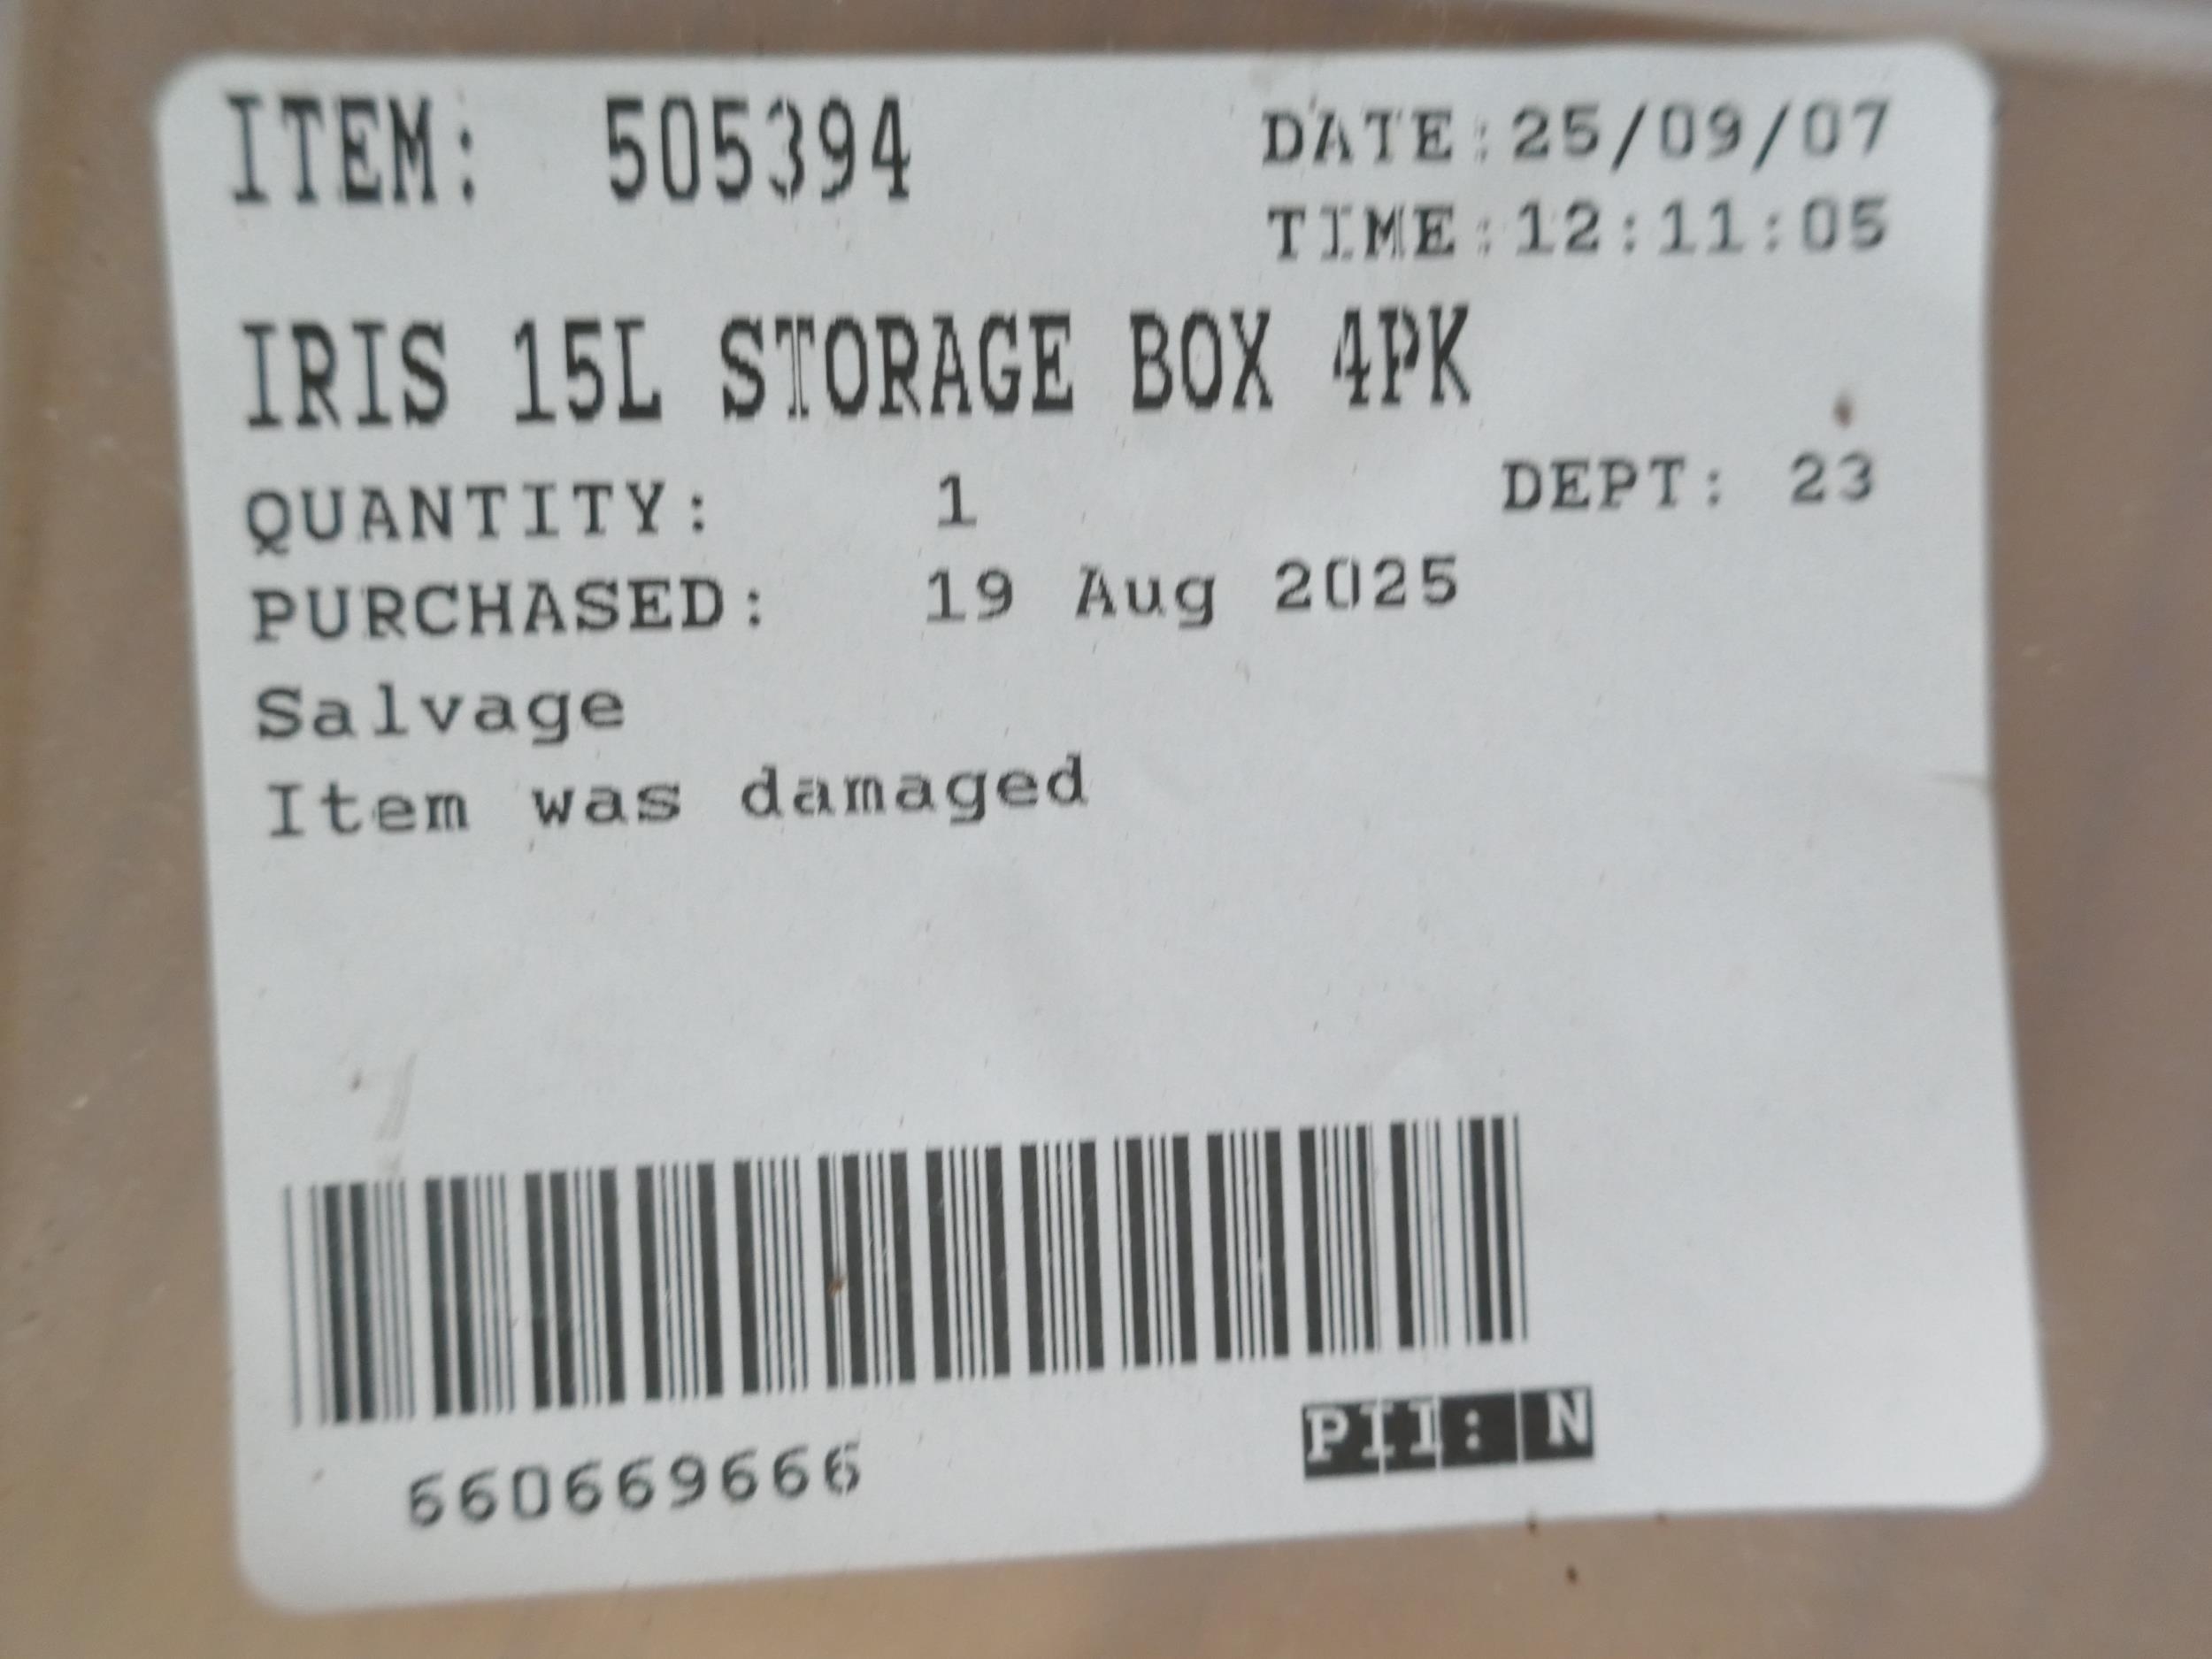 ITEM: 505394
DATE:25/09/07
TIME:12:11:05
IRIS 15L STORAGE BOX 4PK
QUANTITY: 1
DEPT: 23
PURCHASED: 19 Aug 2025
Salvage
Item was damaged
660669666
PII: N